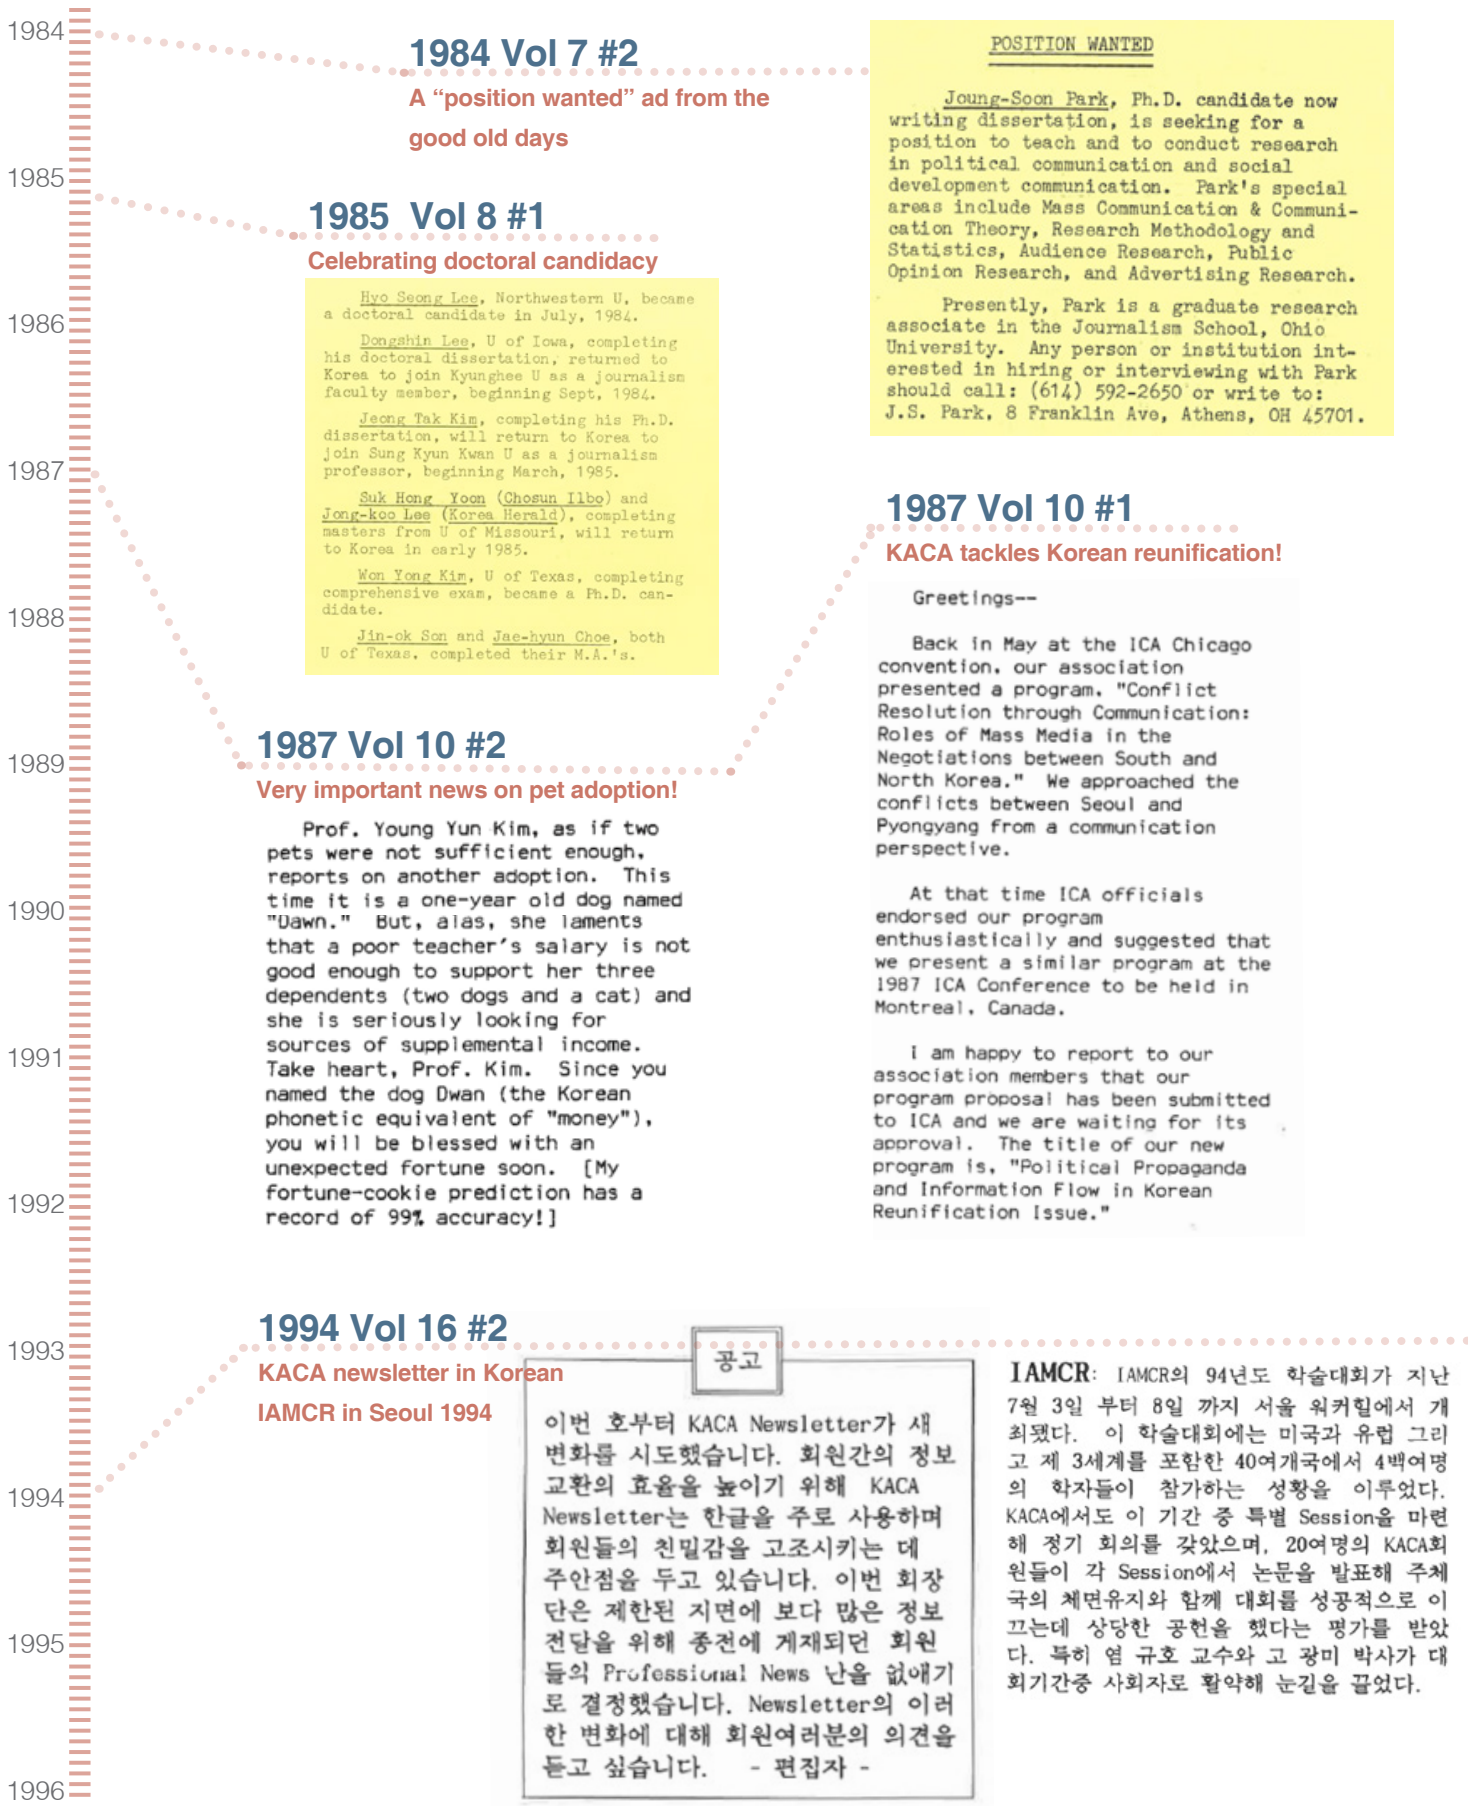 1984
1985
1986
1987
1988
1989
1990
1991
1992
1993
1994
1995
1996
1984 Vol 7 #2
A “position wanted” ad from the
good old days
POSITION WANTED
Joung-Soon Park, Ph.D. candidate now
writing dissertation, is seeking for a
position to teach and to conduct research
in political communication and social
development communication. Park's special
areas include Mass Communication & Communi-
cation Theory, Research Methodology and
Statistics, Audience Research, Public
Opinion Research, and Advertising Research.
Presently, Park is a graduate research
associate in the Journalism School, Ohio
University. Any person or institution int-
erested in hiring or interviewing with Park
should call: (614) 592-2650 or write to:
J.S. Park, 8 Franklin Ave, Athens, OH 45701.
1985 Vol 8 #1
Celebrating doctoral candidacy
Hyo Seong Lee, Northwestern U, became
a doctoral candidate in July, 1984.
Dongshin Lee, U of Iowa, completing
his doctoral dissertation, returned to
Korea to join Kyunghee U as a journalism
faculty member, beginning Sept, 1984.
Jeong Tak Kim, completing his Ph.D.
dissertation, will return to Korea to
join Sung Kyun Kwan U as a journalism
professor, beginning March, 1985.
Suk Hong Yoon (Chosun Ilbo) and
Jong-koo Lee (Korea Herald), completing
masters from U of Missouri, will return
to Korea in early 1985.
Won Yong Kim, U of Texas, completing
comprehensive exam, became a Ph.D. can-
didate.
Jin-ok Son and Jae-hyun Choe, both
U of Texas, completed their M.A.'s.
1987 Vol 10 #2
Very important news on pet adoption!
Prof. Young Yun Kim, as if two
pets were not sufficient enough,
reports on another adoption. This
time it is a one-year old dog named
"Dawn." But, alas, she laments
that a poor teacher's salary is not
good enough to support her three
dependents (two dogs and a cat) and
she is seriously looking for
sources of supplemental income.
Take heart, Prof. Kim. Since you
named the dog Dwan (the Korean
phonetic equivalent of "money"),
you will be blessed with an
unexpected fortune soon. [My
fortune-cookie prediction has a
record of 99% accuracy!]
1987 Vol 10 #1
KACA tackles Korean reunification!
Greetings--
Back in May at the ICA Chicago
convention, our association
presented a program, "Conflict
Resolution through Communication:
Roles of Mass Media in the
Negotiations between South and
North Korea." We approached the
conflicts between Seoul and
Pyongyang from a communication
perspective.
At that time ICA officials
endorsed our program
enthusiastically and suggested that
we present a similar program at the
1987 ICA Conference to be held in
Montreal, Canada.
I am happy to report to our
association members that our
program proposal has been submitted
to ICA and we are waiting for its
approval. The title of our new
program is, "Political Propaganda
and Information Flow in Korean
Reunification Issue."
1994 Vol 16 #2
KACA newsletter in Korean
IAMCR in Seoul 1994
공고
이번 호부터 KACA Newsletter가 새
변화를 시도했습니다. 회원간의 정보
교환의 효율을 높이기 위해 KACA
Newsletter는 한글을 주로 사용하며
회원들의 친밀감을 고조시키는 데
주안점을 두고 있습니다. 이번 회장
단은 제한된 지면에 보다 많은 정보
전달을 위해 종전에 게재되던 회원
들의 Professional News 난을 없애기
로 결정했습니다. Newsletter의 이러
한 변화에 대해 회원여러분의 의견을
듣고 싶습니다. - 편집자 -
IAMCR: IAMCR의 94년도 학술대회가 지난
7월 3일 부터 8일 까지 서울 워커힐에서 개
최됐다. 이 학술대회에는 미국과 유럽 그리
고 제 3세계를 포함한 40여개국에서 4백여명
의 학자들이 참가하는 성황을 이루었다.
KACA에서도 이 기간 중 특별 Session을 마련
해 정기 회의를 갖았으며, 20여명의 KACA회
원들이 각 Session에서 논문을 발표해 주체
국의 체면유지와 함께 대회를 성공적으로 이
끄는데 상당한 공헌을 했다는 평가를 받았
다. 특히 염 규호 교수와 고 광미 박사가 대
회기간중 사회자로 활약해 눈길을 끌었다.